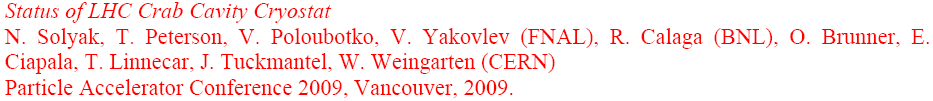 Status of LHC Crab Cavity Cryostat
N. Solyak, T. Peterson, V. Poloubotko, V. Yakovlev (FNAL), R. Calaga (BNL), O. Brunner, E.
Ciapala, T. Linnecar, J. Tuckmantel, W. Weingarten (CERN)
Particle Accelerator Conference 2009, Vancouver, 2009.